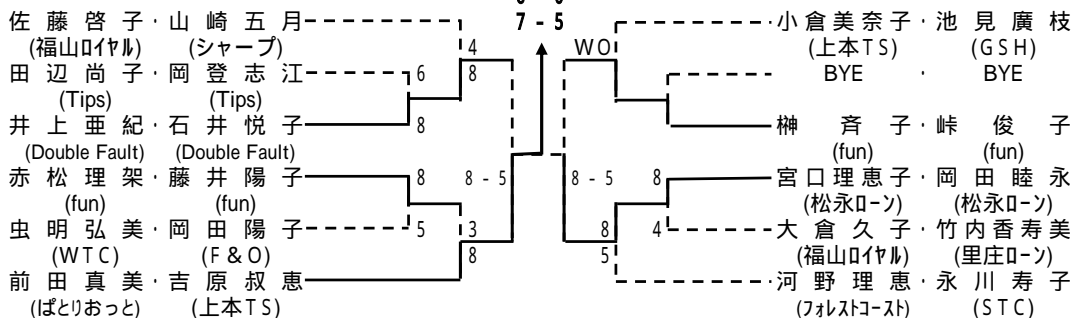 7 - 5
佐藤啓子・山崎五月
(福山ﾛｲﾔﾙ) (シャープ)
田辺尚子・岡登志江
(Tips) (Tips)
井上亜紀・石井悦子
(Double Fault) (Double Fault)
赤松理架・藤井陽子
(fun) (fun)
虫明弘美・岡田陽子
(WTC) (F&O)
前田真美・吉原叔恵
(ぱとりおっと) (上本TS)
4
6 8
8
8 8-5
5 3
8
WO
8-5 8
8 4
5
小倉美奈子・池見廣枝
(上本TS) (GSH)
BYE ・ BYE
榊斉子・峠俊子
(fun) (fun)
宮口理恵子・岡田睦永
(松永ﾛｰﾝ) (松永ﾛｰﾝ)
大倉久子・竹内香寿美
(福山ﾛｲﾔﾙ) (里庄ﾛｰﾝ)
河野理恵・永川寿子
(ﾌｫﾚｽﾄｺｰｽﾄ) (STC)